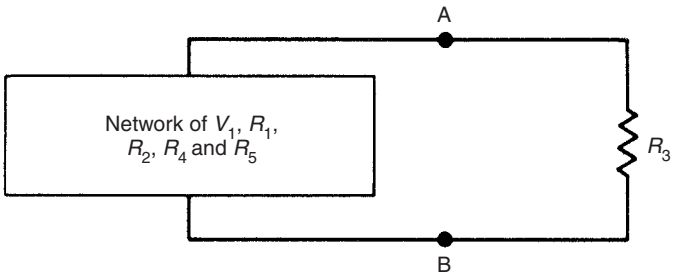 A
Network of V₁, R₁,
R₂, R₄ and R₅
R₃
B